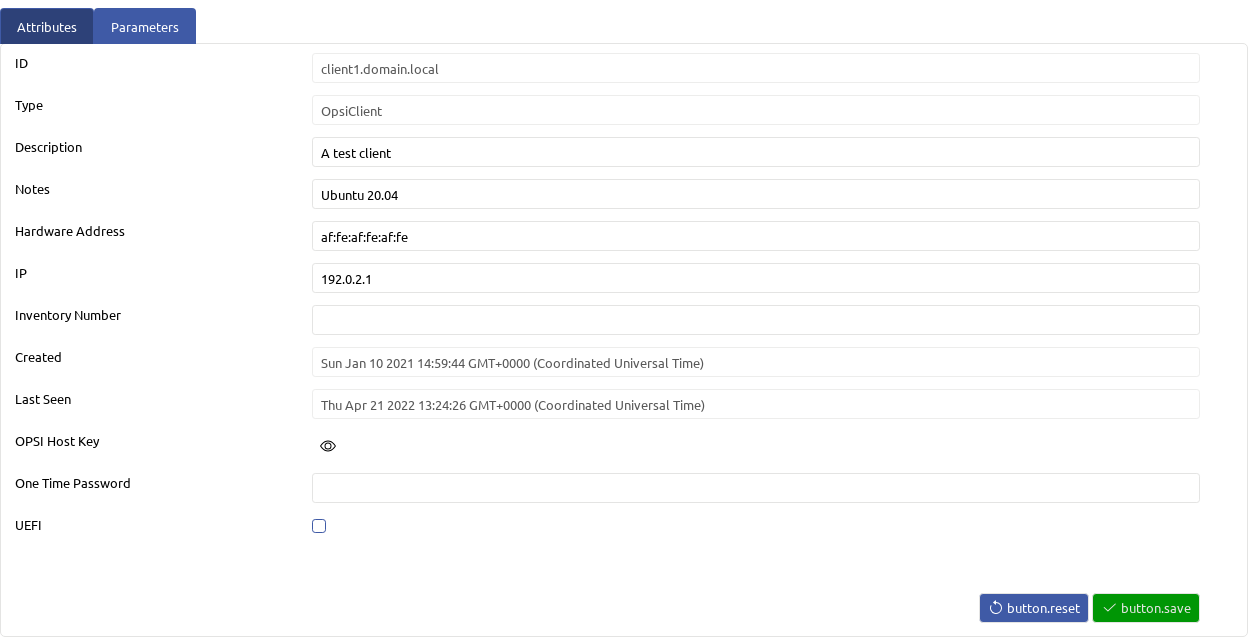 Attributes Parameters
ID client1.domain.local
Type OpsiClient
Description A test client
Notes Ubuntu 20.04
Hardware Address af:fe:af:fe:af:fe
IP 192.0.2.1
Inventory Number
Created Sun Jan 10 2021 14:59:44 GMT+0000 (Coordinated Universal Time)
Last Seen Thu Apr 21 2022 13:24:26 GMT+0000 (Coordinated Universal Time)
OPSI Host Key
One Time Password
UEFI
button.reset button.save